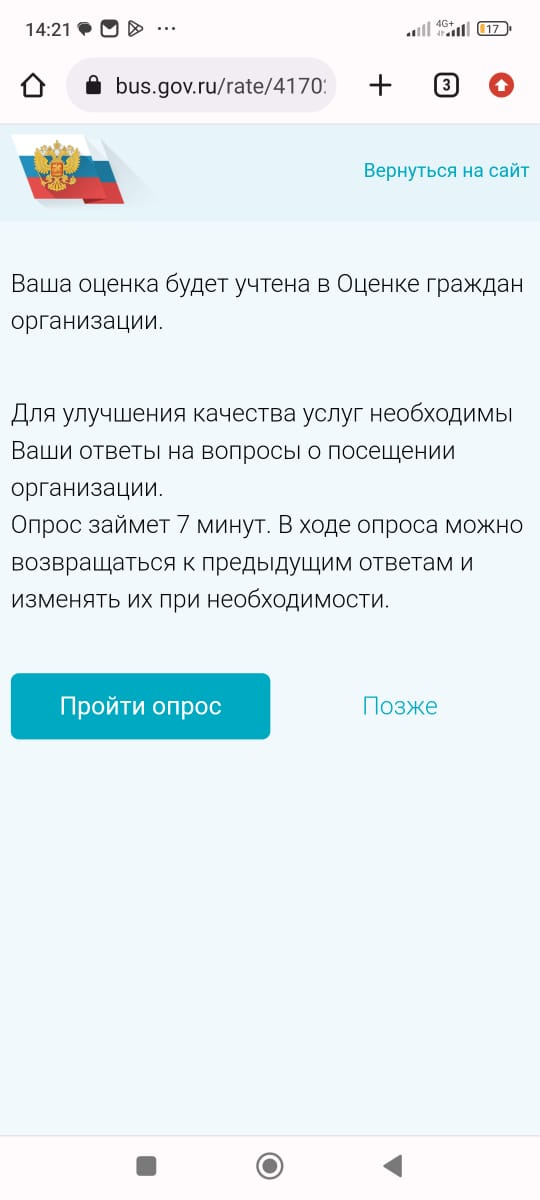 14:21 4G+ 17
bus.gov.ru/rate/4170 3
Вернуться на сайт
Ваша оценка будет учтена в Оценке граждан
организации.
Для улучшения качества услуг необходимы
Ваши ответы на вопросы о посещении
организации.
Опрос займет 7 минут. В ходе опроса можно
возвращаться к предыдущим ответам и
изменять их при необходимости.
Пройти опрос Позже